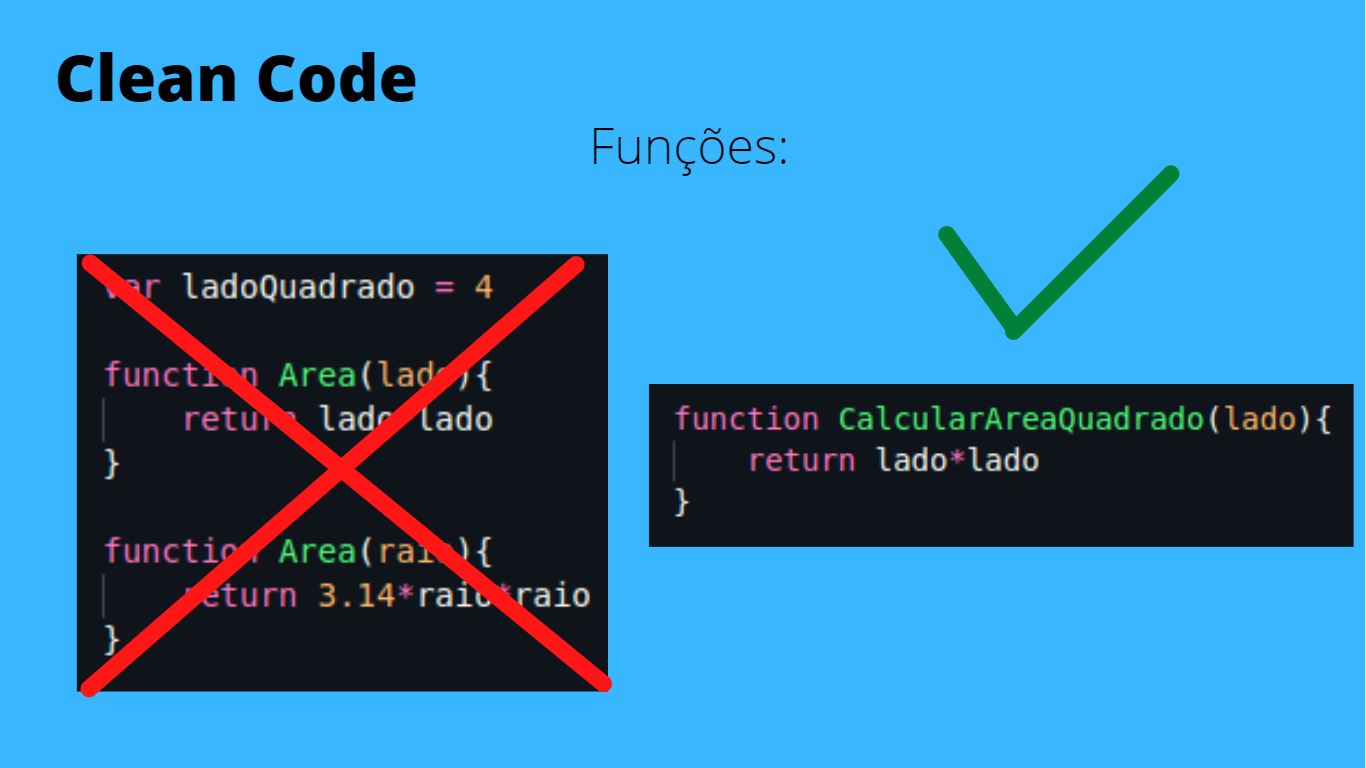 Clean Code
Funções:
var ladoQuadrado = 4
function Area(lado){
return lado*lado
}
function Area(raio){
return 3.14*raio*raio
}
function CalcularAreaQuadrado(lado){
return lado*lado
}